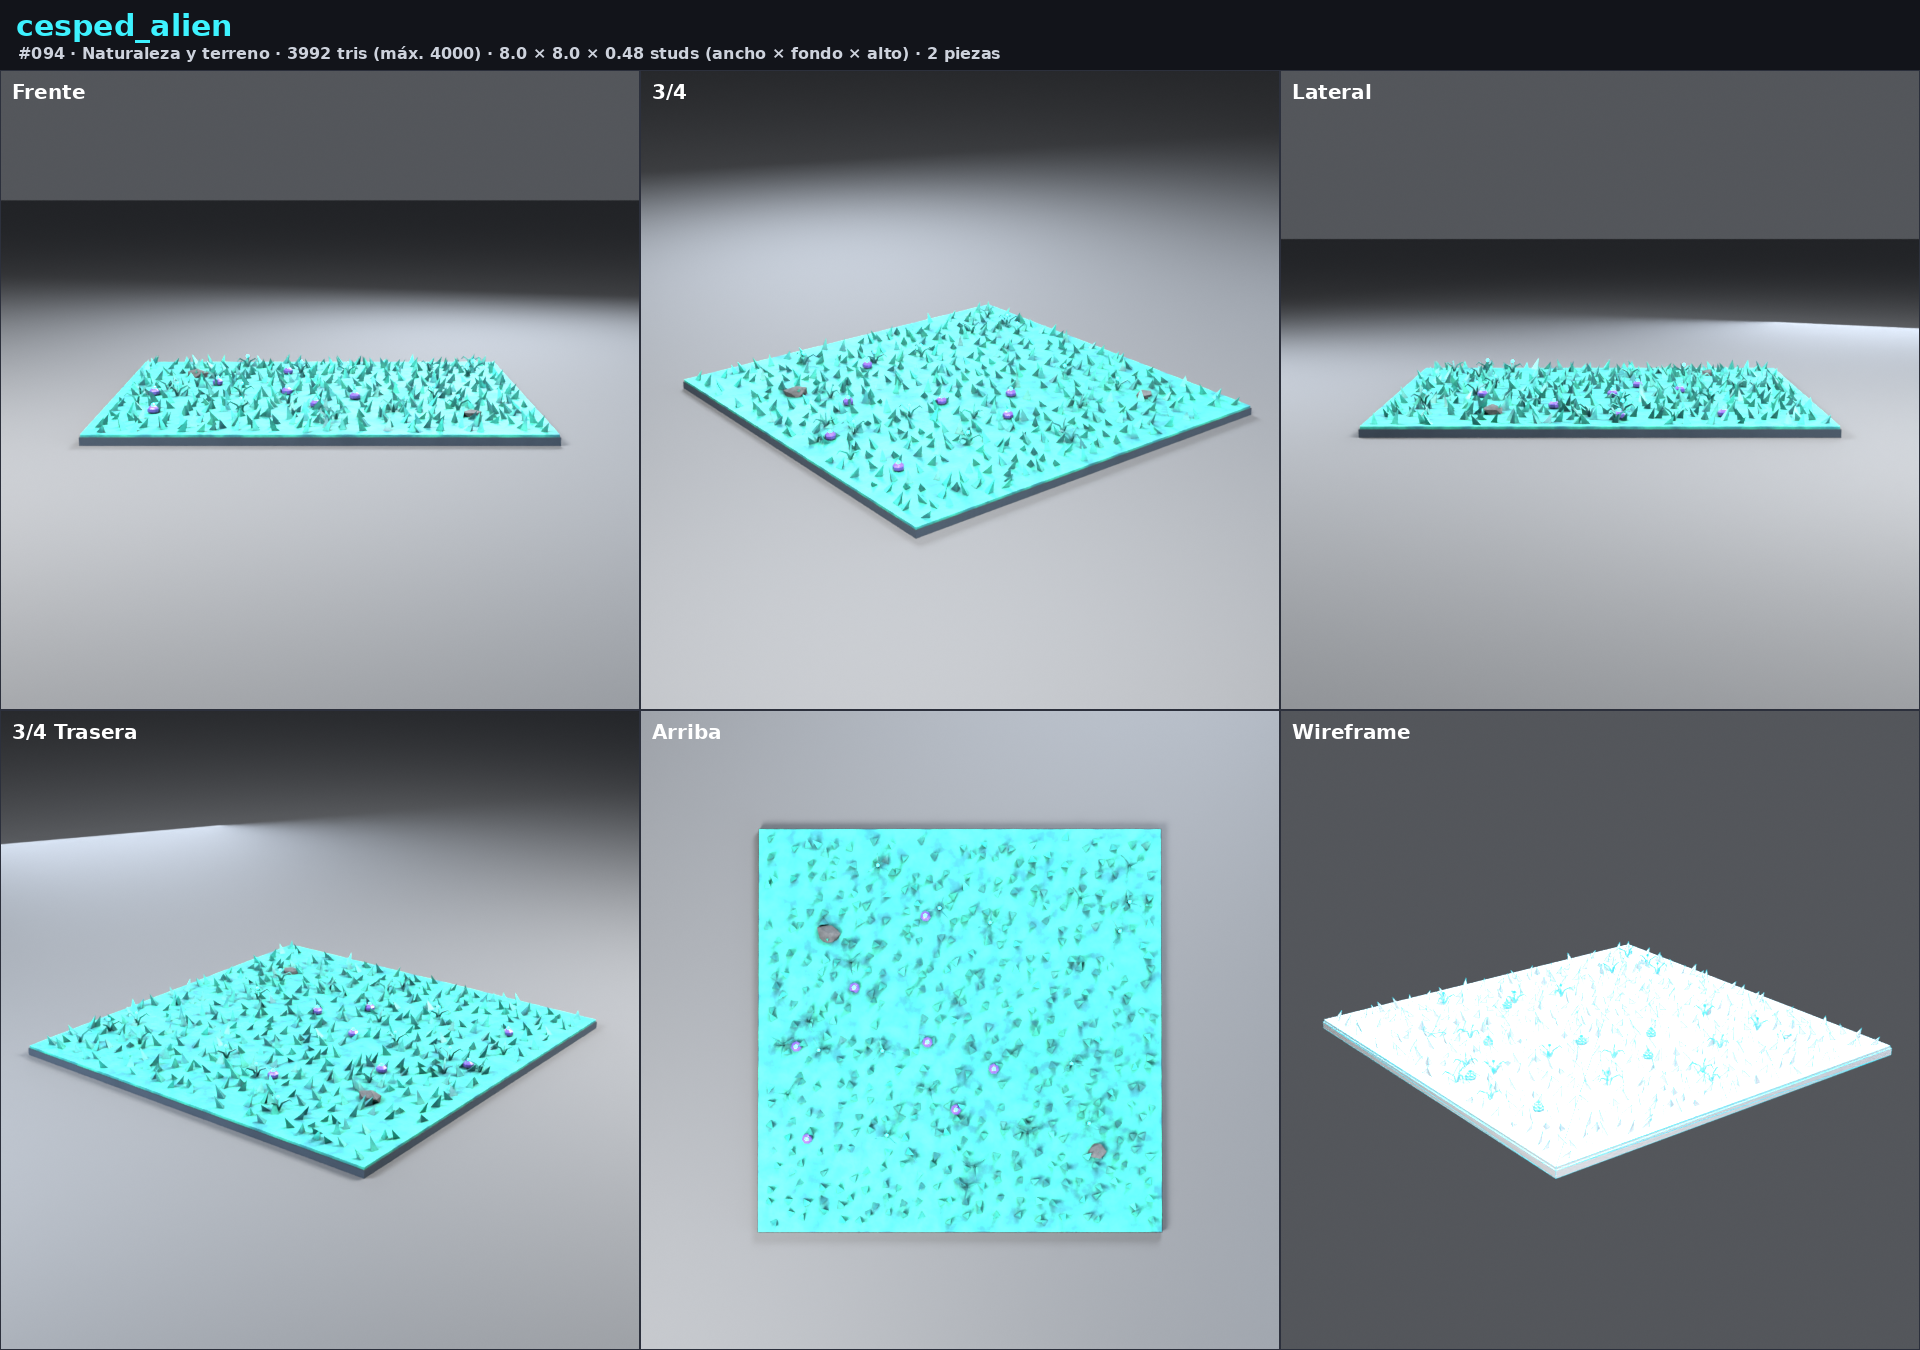 cesped_alien
#094 · Naturaleza y terreno · 3992 tris (máx. 4000) · 8.0 × 8.0 × 0.48 studs (ancho × fondo × alto) · 2 piezas
Frente
3/4
Lateral
3/4 Trasera
Arriba
Wireframe